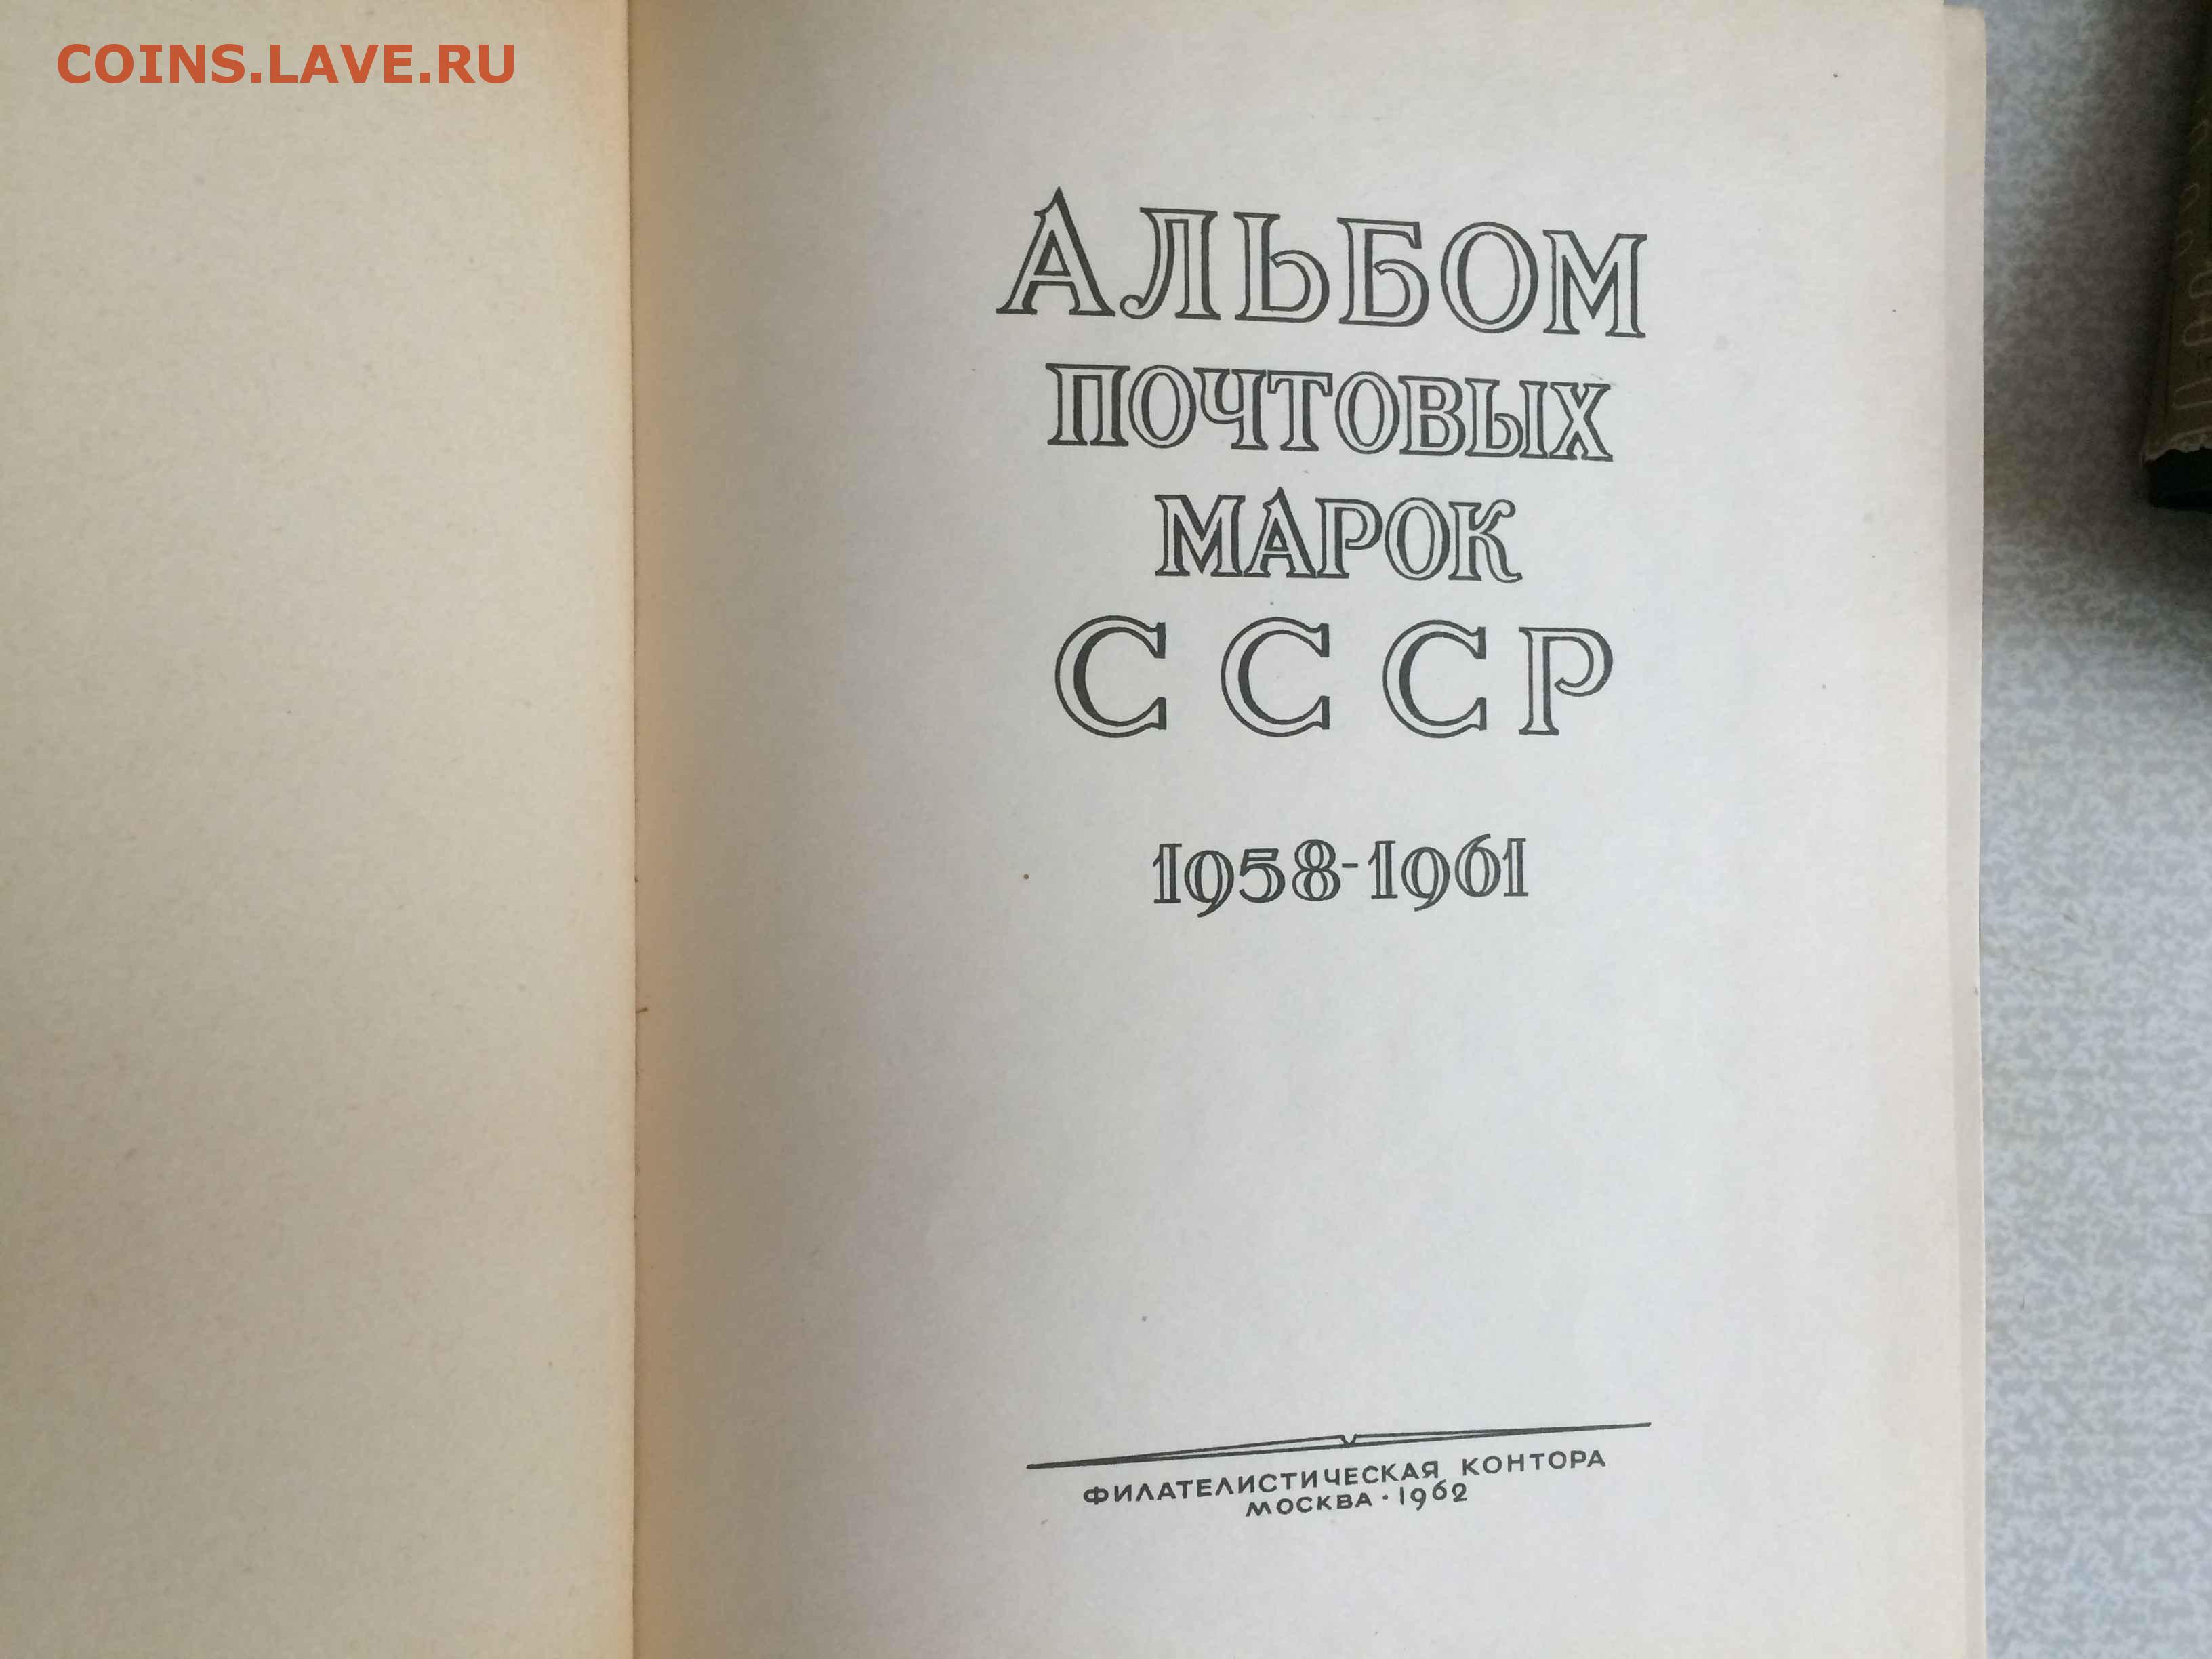 COINS.LAVE.RU
АЛЬБОМ
ПОЧТОВЫХ
МАРОК
СССР
1958-1961
ФИЛАТЕЛИСТИЧЕСКАЯ КОНТОРА
МОСКВА · 1962